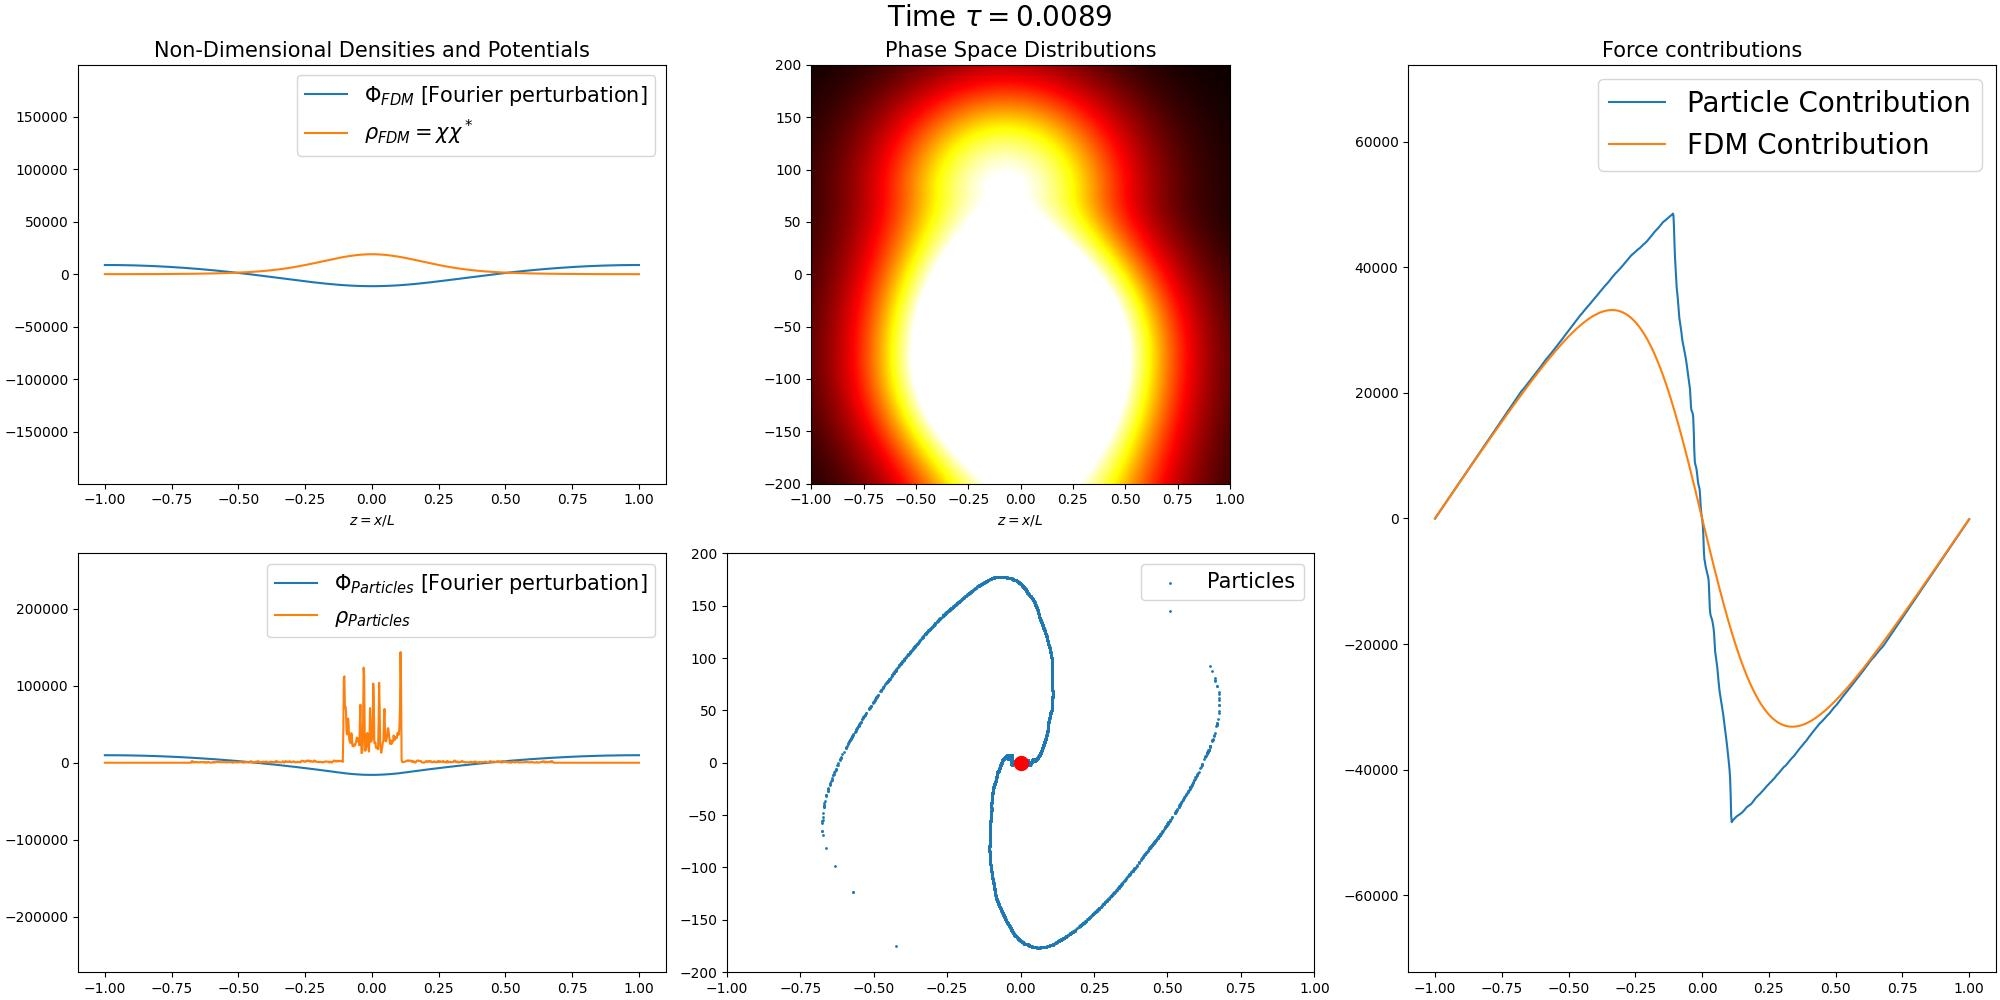 Time τ = 0.0089
Non-Dimensional Densities and Potentials
Φ_FDM [Fourier perturbation]
ρ_FDM = χχ*
150000
100000
50000
0
−50000
−100000
−150000
−1.00 −0.75 −0.50 −0.25 0.00 0.25 0.50 0.75 1.00
z = x/L
Phase Space Distributions
200
150
100
50
0
−50
−100
−150
−200
−1.00 −0.75 −0.50 −0.25 0.00 0.25 0.50 0.75 1.00
z = x/L
Force contributions
Particle Contribution
FDM Contribution
60000
40000
20000
0
−20000
−40000
−60000
−1.00 −0.75 −0.50 −0.25 0.00 0.25 0.50 0.75 1.00
Φ_Particles [Fourier perturbation]
ρ_Particles
200000
100000
0
−100000
−200000
−1.00 −0.75 −0.50 −0.25 0.00 0.25 0.50 0.75 1.00
Particles
200
150
100
50
0
−50
−100
−150
−200
−1.00 −0.75 −0.50 −0.25 0.00 0.25 0.50 0.75 1.00